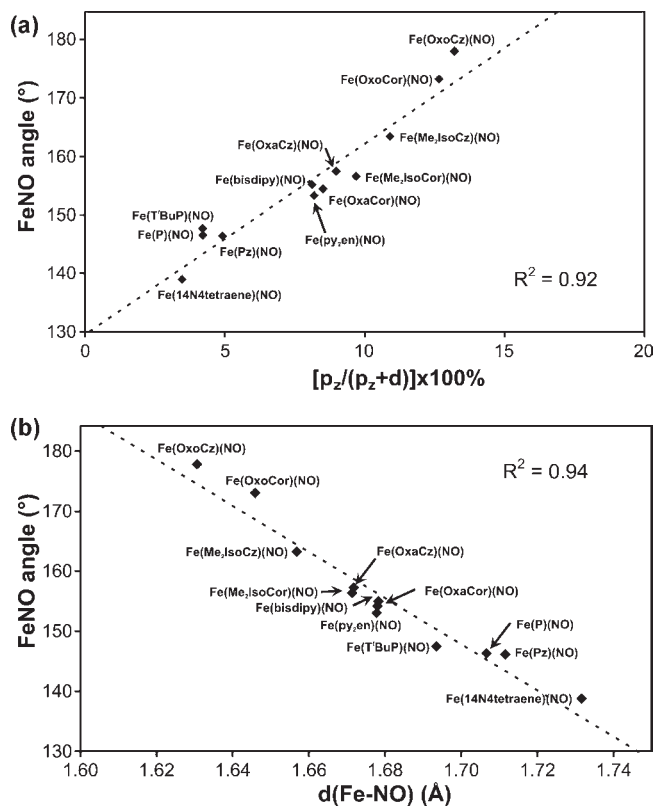 (a)
FeNO angle (°)
180
170
160
150
140
130
Fe(OxoCz)(NO)
Fe(OxoCor)(NO)
Fe(Me₂IsoCz)(NO)
Fe(OxaCz)(NO)
Fe(bisdipy)(NO)
Fe(Me₂IsoCor)(NO)
Fe(OxaCor)(NO)
Fe(TᶠBuP)(NO)
Fe(P)(NO)
Fe(Pz)(NO)
Fe(py₂en)(NO)
Fe(14N4tetraene)(NO)
R² = 0.92
0 5 10 15 20
[pz/(pz+d)]x100%
(b)
FeNO angle (°)
180
170
160
150
140
130
Fe(OxoCz)(NO)
R² = 0.94
Fe(OxoCor)(NO)
Fe(Me₂IsoCz)(NO)
Fe(OxaCz)(NO)
Fe(Me₂IsoCor)(NO)
Fe(OxaCor)(NO)
Fe(bisdipy)(NO)
Fe(py₂en)(NO)
Fe(P)(NO)
Fe(TᶠBuP)(NO)
Fe(Pz)(NO)
Fe(14N4tetraene)(NO)
1.60 1.62 1.64 1.66 1.68 1.70 1.72 1.74
d(Fe-NO) (Å)